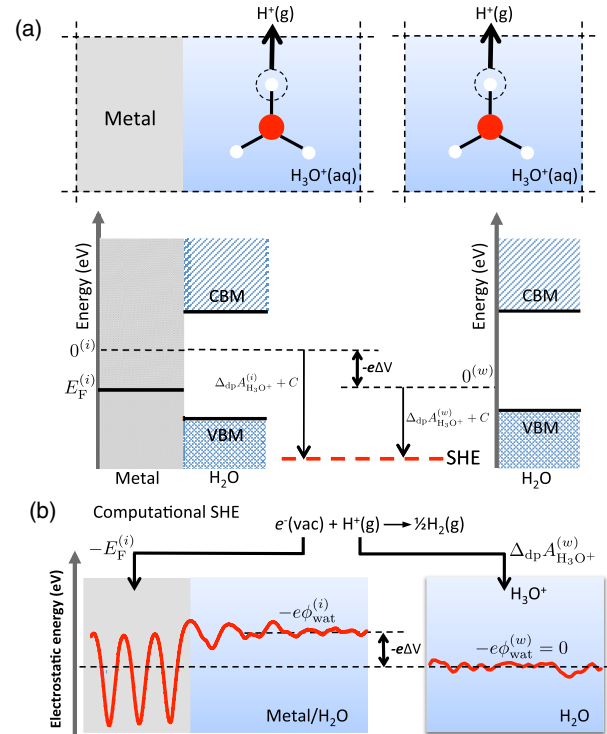 (a)
H⁺(g)
H⁺(g)
Metal
H₃O⁺(aq)
H₃O⁺(aq)
Energy (eV)
CBM
0⁽ⁱ⁾
E_F⁽ⁱ⁾
Δ_dp A_H₃O⁺⁽ⁱ⁾ + C
-eΔV
VBM
Metal
H₂O
SHE
Energy (eV)
CBM
0⁽ʷ⁾
Δ_dp A_H₃O⁺⁽ʷ⁾ + C
VBM
H₂O
(b)
Computational SHE
e⁻(vac) + H⁺(g) → ½H₂(g)
−E_F⁽ⁱ⁾
Δ_dp A_H₃O⁺⁽ʷ⁾
Electrostatic energy (eV)
−eϕ_wat⁽ⁱ⁾
-eΔV
Metal/H₂O
H₃O⁺
−eϕ_wat⁽ʷ⁾ = 0
H₂O